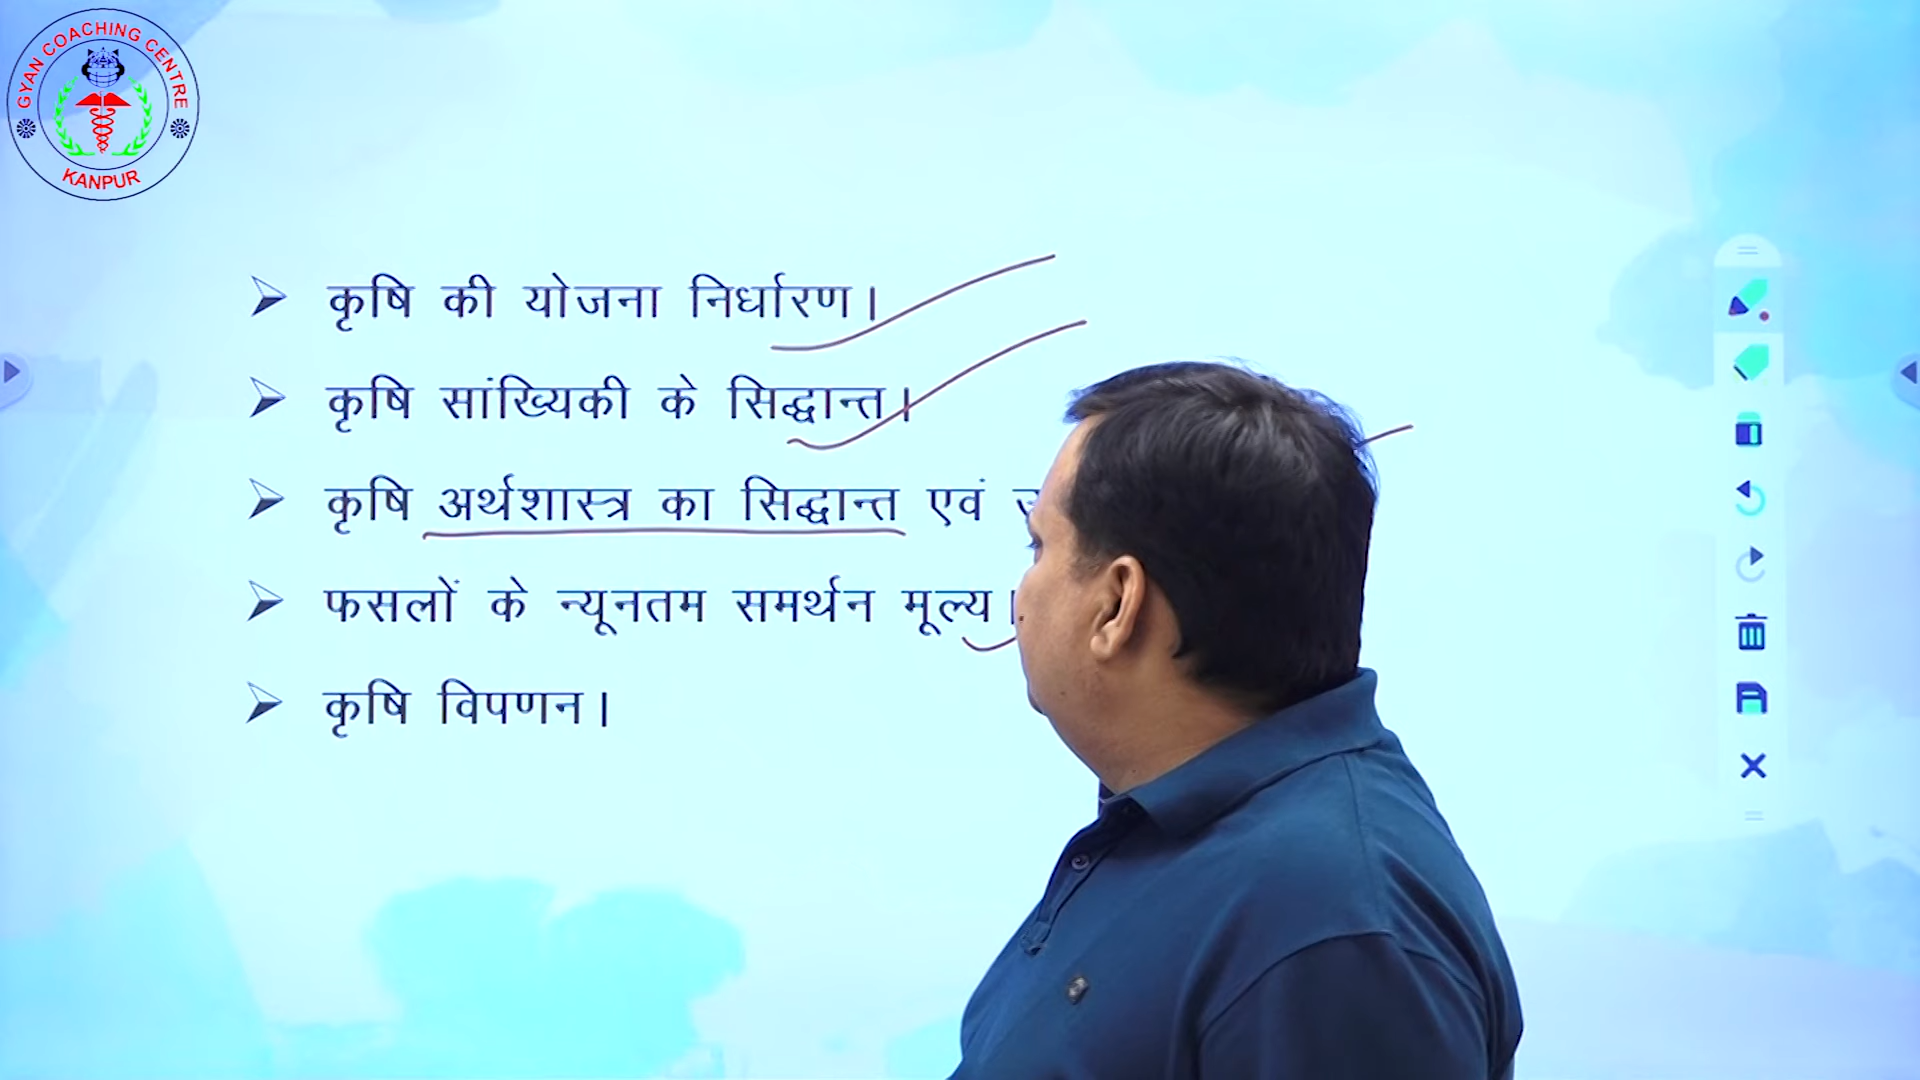 GYAN COACHING CENTRE
KANPUR
कृषि की योजना निर्धारण।
कृषि सांख्यिकी के सिद्धान्त।
कृषि अर्थशास्त्र का सिद्धान्त एवं
फसलों के न्यूनतम समर्थन मूल्य।
कृषि विपणन।